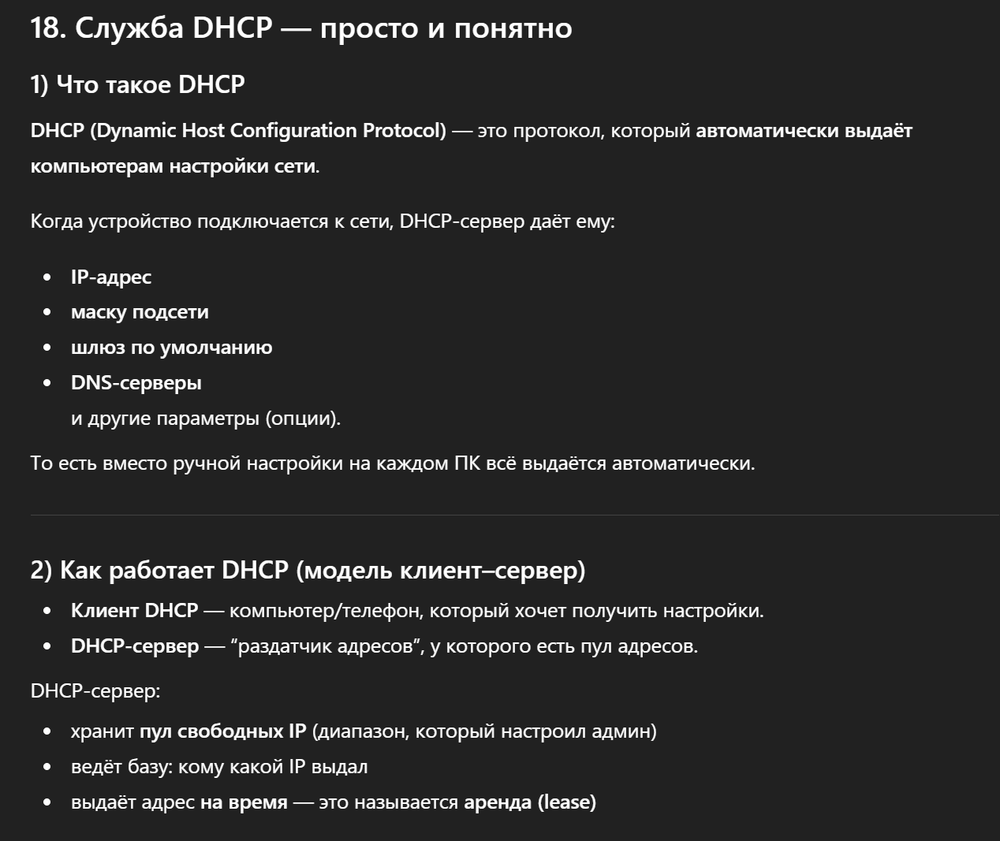 18. Служба DHCP — просто и понятно
1) Что такое DHCP
DHCP (Dynamic Host Configuration Protocol) — это протокол, который автоматически выдаёт
компьютерам настройки сети.
Когда устройство подключается к сети, DHCP-сервер даёт ему:
• IP-адрес
• маску подсети
• шлюз по умолчанию
• DNS-серверы
и другие параметры (опции).
То есть вместо ручной настройки на каждом ПК всё выдаётся автоматически.
2) Как работает DHCP (модель клиент–сервер)
• Клиент DHCP — компьютер/телефон, который хочет получить настройки.
• DHCP-сервер — “раздатчик адресов”, у которого есть пул адресов.
DHCP-сервер:
• хранит пул свободных IP (диапазон, который настроил админ)
• ведёт базу: кому какой IP выдал
• выдаёт адрес на время — это называется аренда (lease)